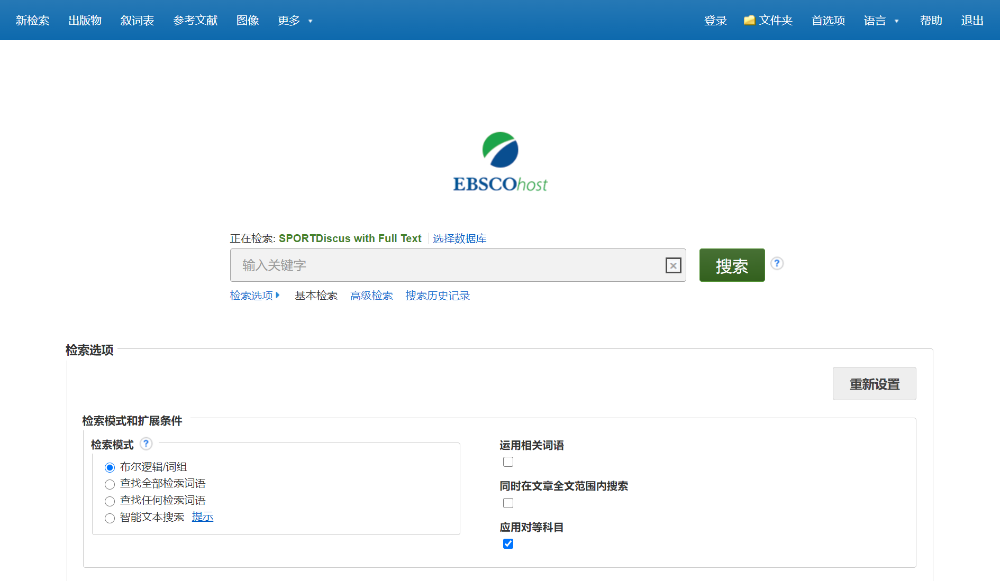 新检索 出版物 叙词表 参考文献 图像 更多 登录 文件夹 首选项 语言 帮助 退出
EBSCOhost
正在检索: SPORTDiscus with Full Text 选择数据库
输入关键字 搜索 ?
检索选项 基本检索 高级检索 搜索历史记录
检索选项
重新设置
检索模式和扩展条件
检索模式 ?
布尔逻辑/词组
查找全部检索词语
查找任何检索词语
智能文本搜索 提示
运用相关词语
同时在文章全文范围内搜索
应用对等科目